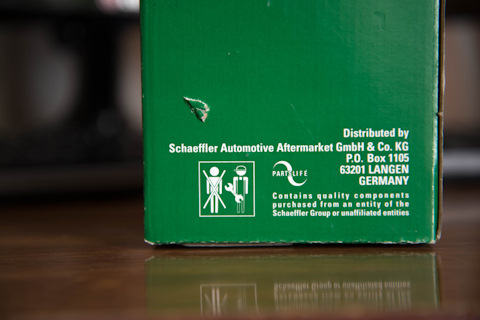 Distributed by
Schaeffler Automotive Aftermarket GmbH & Co. KG
P.O. Box 1105
63201 LANGEN
GERMANY
PARTSLIFE
Contains quality components
purchased from an entity of the
Schaeffler Group or unaffiliated entities